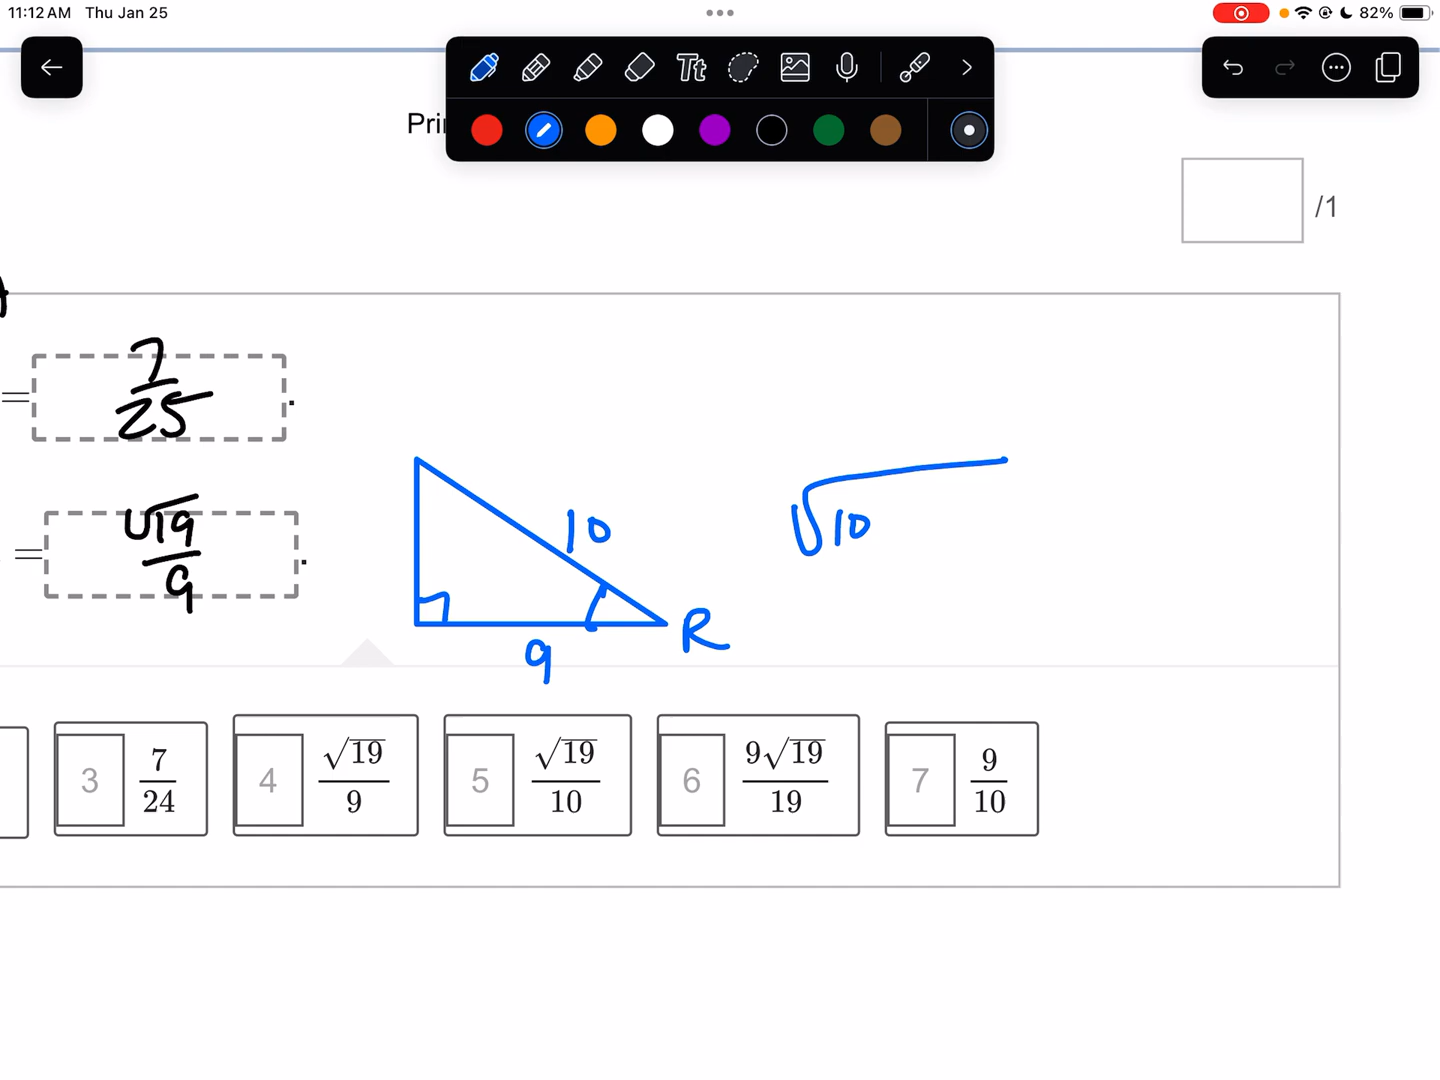 11:12 AM Thu Jan 25
82%
Tt
Pri
/1
= 7/25 .
= √19/9 .
10
√10
R
9
3 7/24
4 √19/9
5 √19/10
6 9√19/19
7 9/10